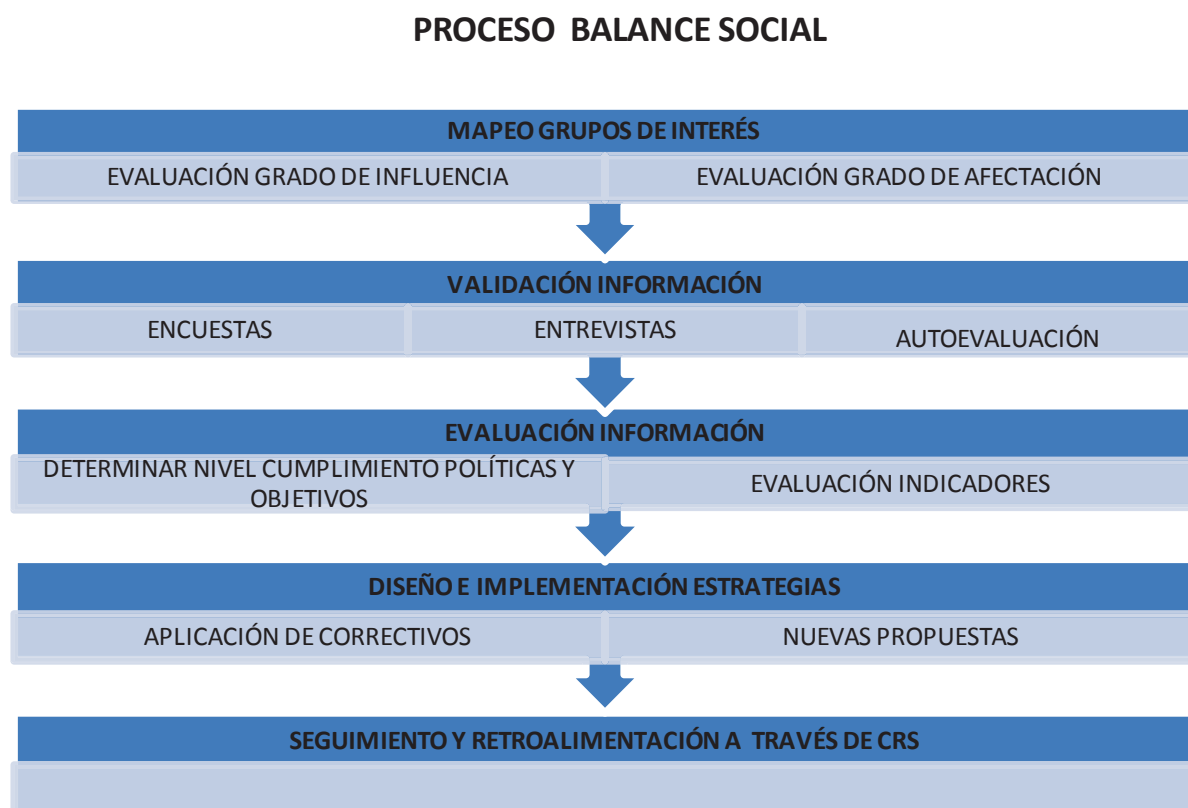 PROCESO BALANCE SOCIAL
MAPEO GRUPOS DE INTERÉS
EVALUACIÓN GRADO DE INFLUENCIA
EVALUACIÓN GRADO DE AFECTACIÓN
VALIDACIÓN INFORMACIÓN
ENCUESTAS
ENTREVISTAS
AUTOEVALUACIÓN
EVALUACIÓN INFORMACIÓN
DETERMINAR NIVEL CUMPLIMIENTO POLÍTICAS Y
OBJETIVOS
EVALUACIÓN INDICADORES
DISEÑO E IMPLEMENTACIÓN ESTRATEGIAS
APLICACIÓN DE CORRECTIVOS
NUEVAS PROPUESTAS
SEGUIMIENTO Y RETROALIMENTACIÓN A TRAVÉS DE CRS